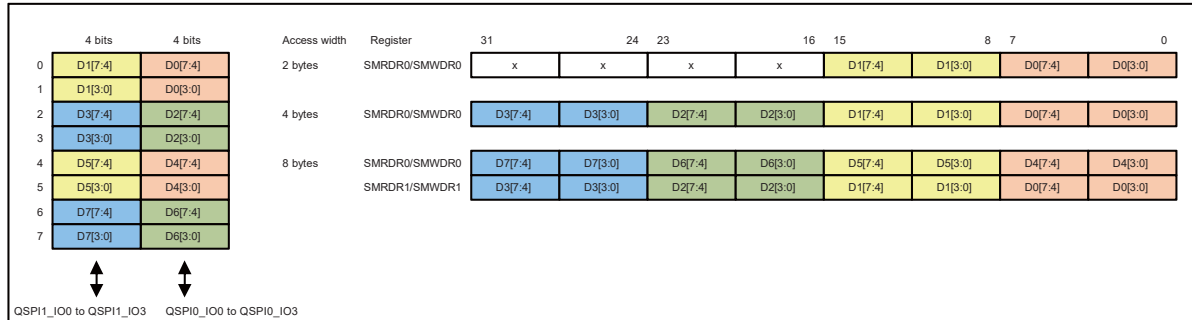 4 bits 4 bits Access width Register 31 24 23 16 15 8 7 0
0 D1[7:4] D0[7:4] 2 bytes SMRDR0/SMWDR0 x x x x D1[7:4] D1[3:0] D0[7:4] D0[3:0]
1 D1[3:0] D0[3:0]
2 D3[7:4] D2[7:4] 4 bytes SMRDR0/SMWDR0 D3[7:4] D3[3:0] D2[7:4] D2[3:0] D1[7:4] D1[3:0] D0[7:4] D0[3:0]
3 D3[3:0] D2[3:0]
4 D5[7:4] D4[7:4] 8 bytes SMRDR0/SMWDR0 D7[7:4] D7[3:0] D6[7:4] D6[3:0] D5[7:4] D5[3:0] D4[7:4] D4[3:0]
5 D5[3:0] D4[3:0] SMRDR1/SMWDR1 D3[7:4] D3[3:0] D2[7:4] D2[3:0] D1[7:4] D1[3:0] D0[7:4] D0[3:0]
6 D7[7:4] D6[7:4]
7 D7[3:0] D6[3:0]
QSPI1_IO0 to QSPI1_IO3 QSPI0_IO0 to QSPI0_IO3